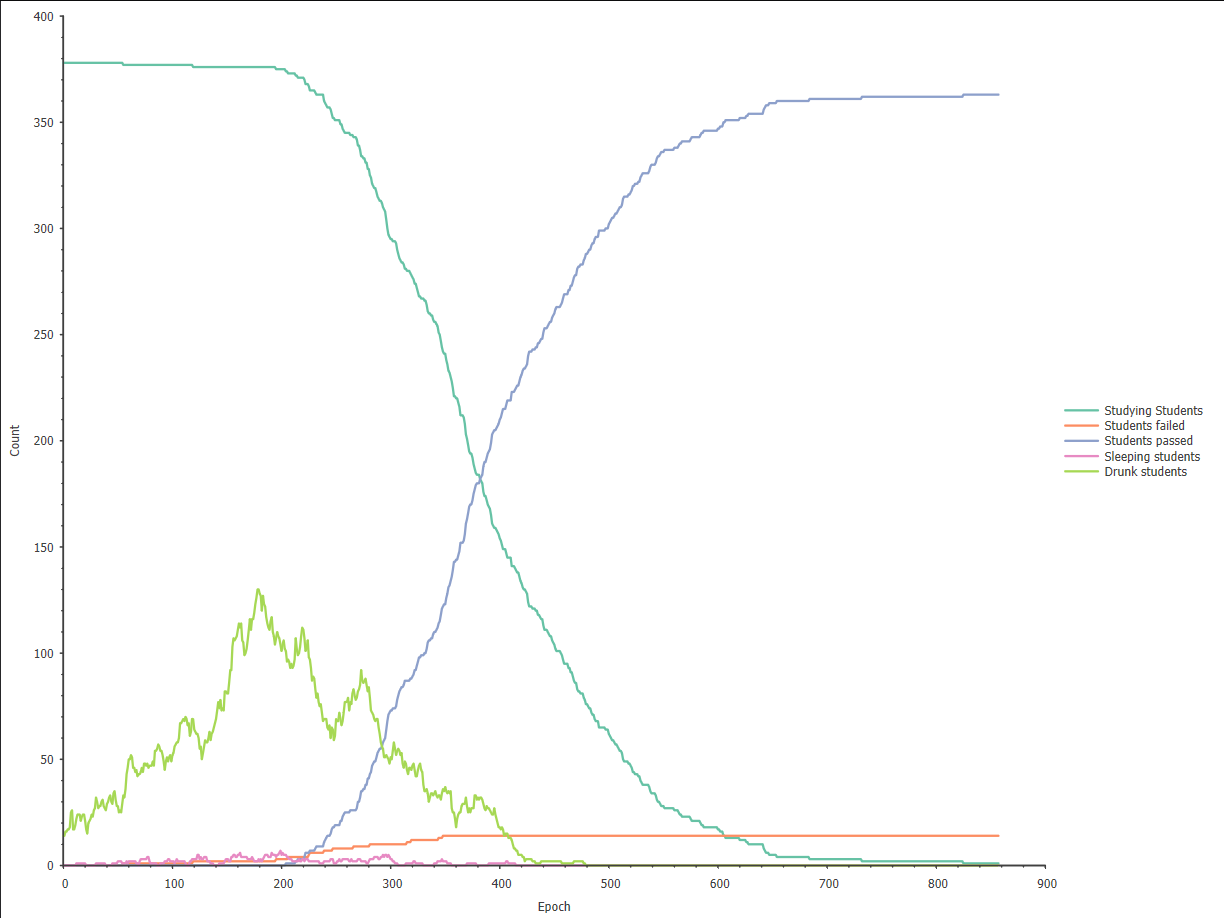 400
350
300
250
200
150
100
50
0
Count
0 100 200 300 400 500 600 700 800 900
Epoch
Studying Students
Students failed
Students passed
Sleeping students
Drunk students